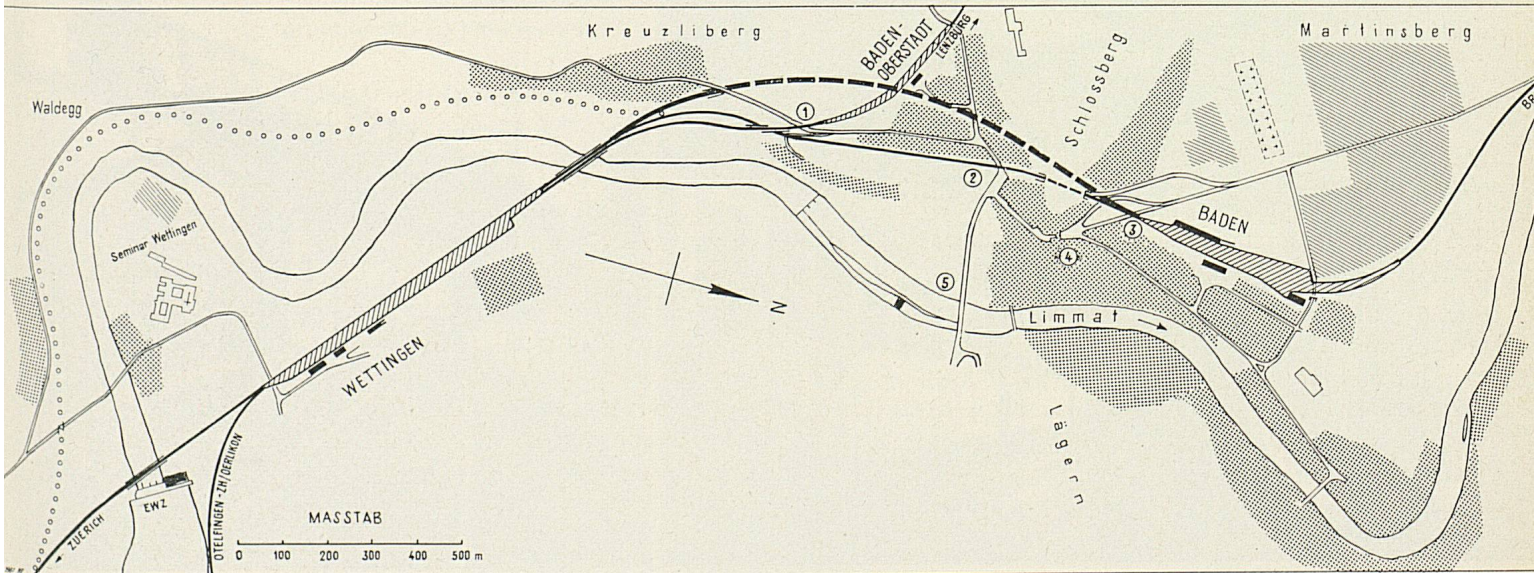 Kreuzliberg
BADEN-
OBERSTADT
LENZBURG
Schlossberg
Martinsberg
Waldegg
1
2
3
BADEN
Seminar Wettingen
4
5
N
Limmat
WETTINGEN
Lägern
OTELFINGEN-ZH/OERLIKON
EWZ
ZUERICH
MASSTAB
0 100 200 300 400 500 m